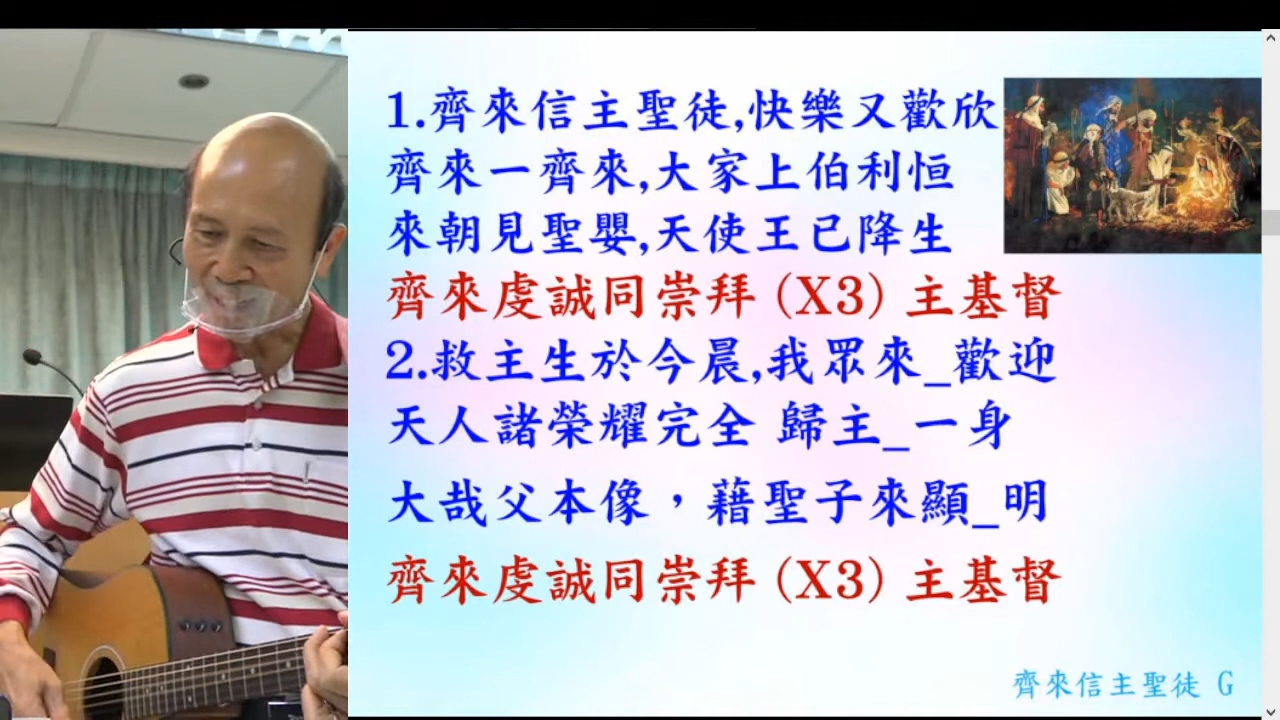 1.齊來信主聖徒,快樂又歡欣
齊來一齊來,大家上伯利恒
來朝見聖嬰,天使王已降生
齊來虔誠同崇拜 (X3) 主基督
2.救主生於今晨,我眾來_歡迎
天人諸榮耀完全 歸主_一身
大哉父本像，藉聖子來顯_明
齊來虔誠同崇拜 (X3) 主基督
齊來信主聖徒 G